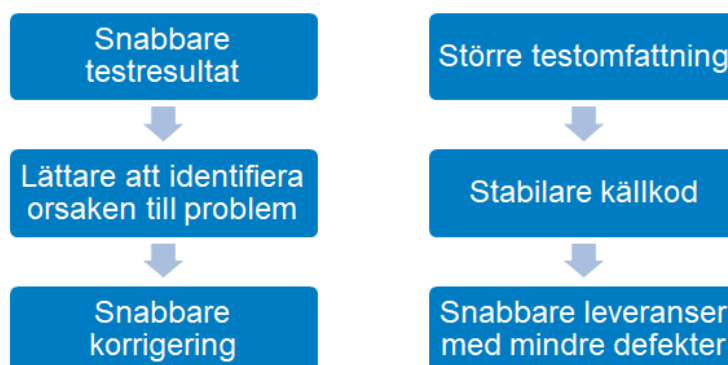 Snabbare
testresultat
Lättare att identifiera
orsaken till problem
Snabbare
korrigering
Större testomfattning
Stabilare källkod
Snabbare leveranser
med mindre defekter